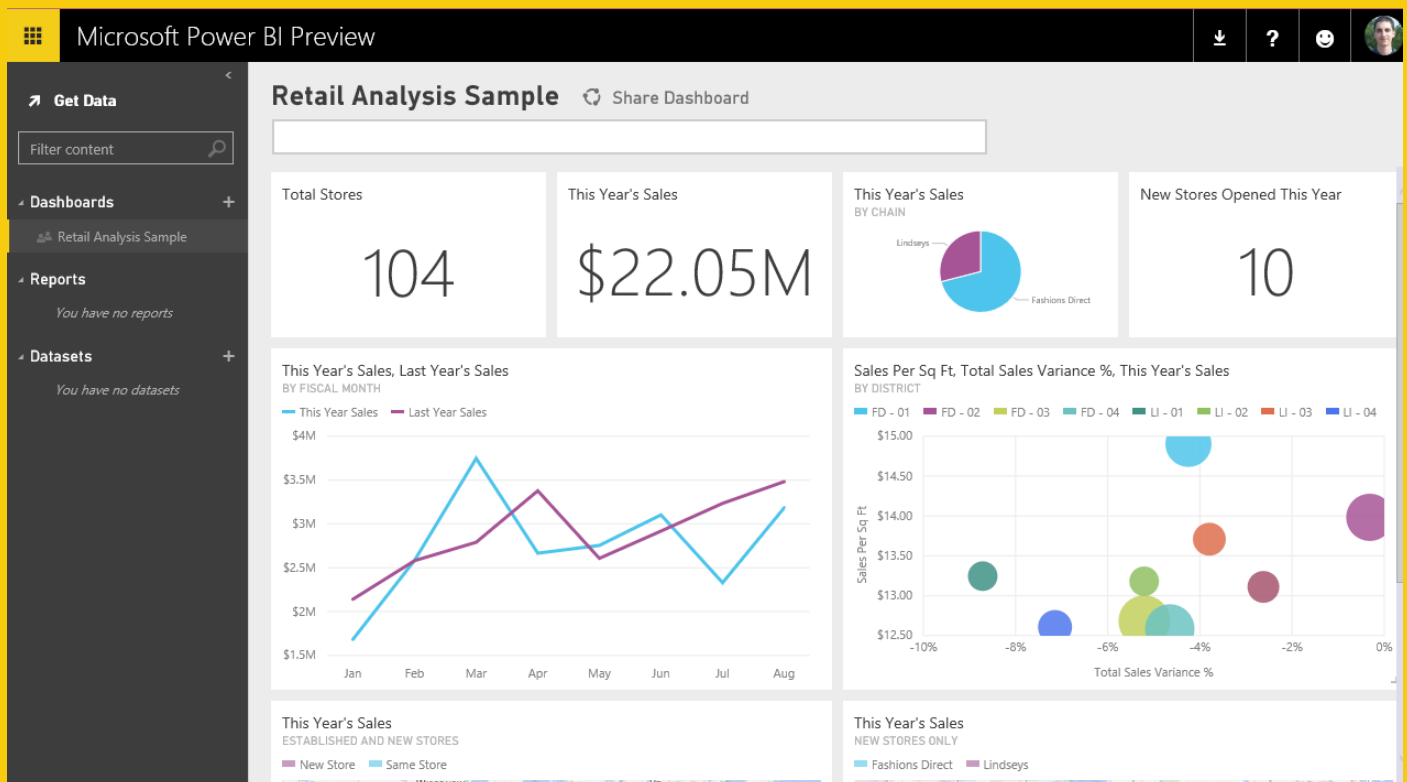 Microsoft Power BI Preview
?
<
Get Data
Filter content
Dashboards +
Retail Analysis Sample
Reports
You have no reports
Datasets +
You have no datasets
Retail Analysis Sample Share Dashboard
Total Stores
104
This Year's Sales
$22.05M
This Year's Sales
BY CHAIN
Lindseys
Fashions Direct
New Stores Opened This Year
10
This Year's Sales, Last Year's Sales
BY FISCAL MONTH
This Year Sales Last Year Sales
$4M
$3.5M
$3M
$2.5M
$2M
$1.5M
Jan Feb Mar Apr May Jun Jul Aug
Sales Per Sq Ft, Total Sales Variance %, This Year's Sales
BY DISTRICT
FD - 01 FD - 02 FD - 03 FD - 04 LI - 01 LI - 02 LI - 03 LI - 04
Sales Per Sq Ft
$15.00
$14.50
$14.00
$13.50
$13.00
$12.50
-10% -8% -6% -4% -2% 0%
Total Sales Variance %
This Year's Sales
ESTABLISHED AND NEW STORES
New Store Same Store
This Year's Sales
NEW STORES ONLY
Fashions Direct Lindseys